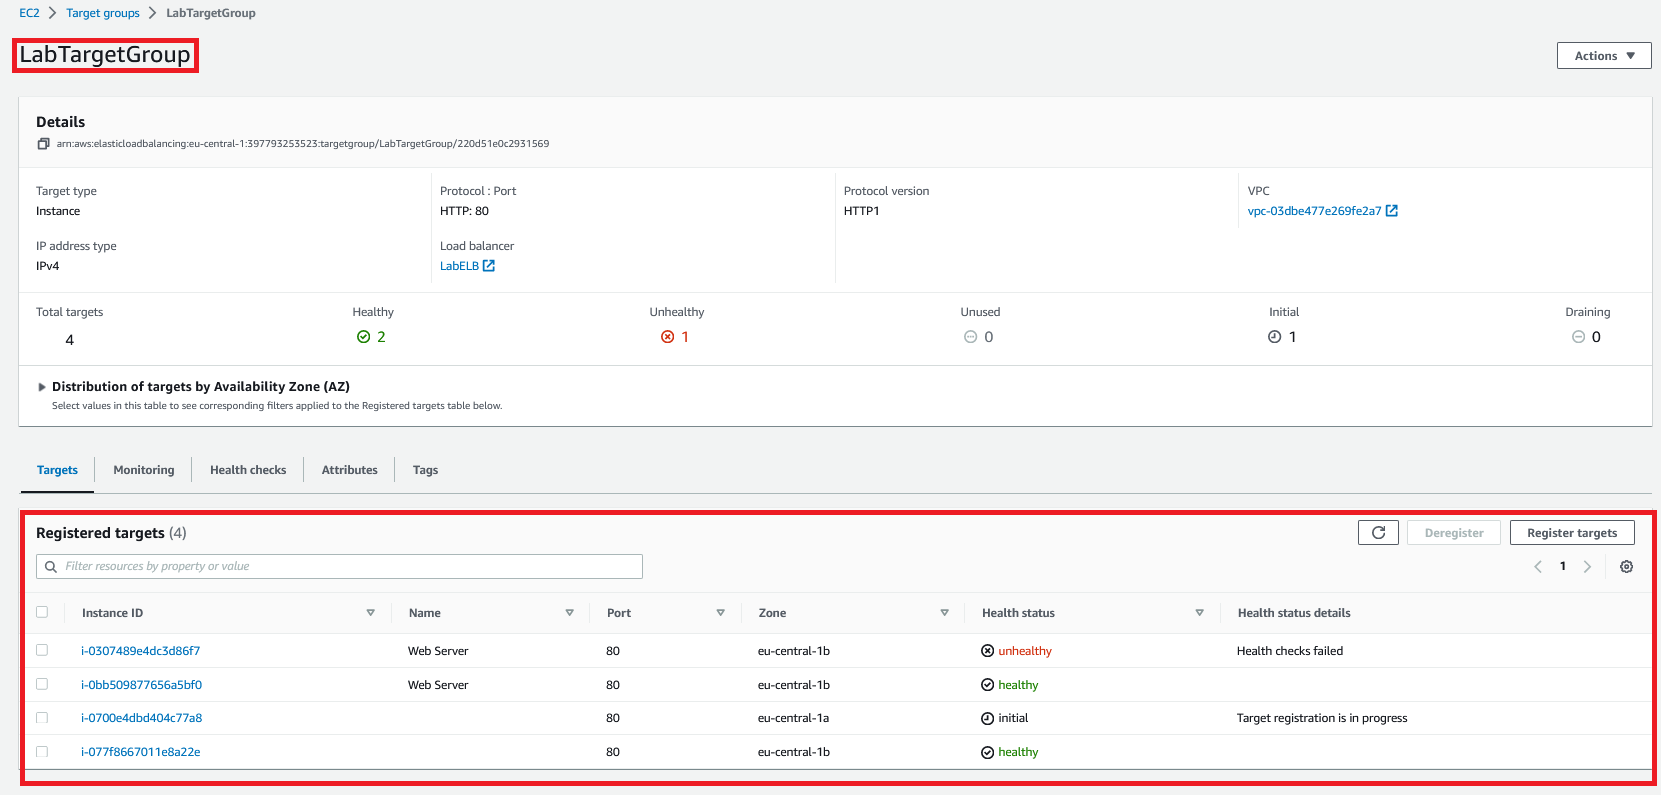 EC2 > Target groups > LabTargetGroup
LabTargetGroup
Actions
Details
arn:aws:elasticloadbalancing:eu-central-1:397793253523:targetgroup/LabTargetGroup/220d51e0c2931569
Target type Protocol : Port Protocol version VPC
Instance HTTP: 80 HTTP1 vpc-03dbe477e269fe2a7
IP address type Load balancer
IPv4 LabELB
Total targets Healthy Unhealthy Unused Initial Draining
4 2 1 0 1 0
Distribution of targets by Availability Zone (AZ)
Select values in this table to see corresponding filters applied to the Registered targets table below.
Targets Monitoring Health checks Attributes Tags
Registered targets (4) Deregister Register targets
Filter resources by property or value 1
Instance ID Name Port Zone Health status Health status details
i-0307489e4dc3d86f7 Web Server 80 eu-central-1b unhealthy Health checks failed
i-0bb509877656a5bf0 Web Server 80 eu-central-1b healthy
i-0700e4dbd404c77a8 80 eu-central-1a initial Target registration is in progress
i-077f8667011e8a22e 80 eu-central-1b healthy